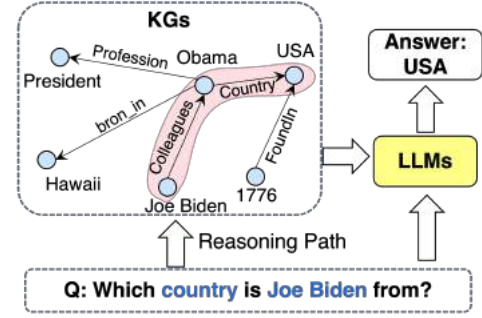 KGs
Profession
Obama
USA
President
Country
bron_in
Colleagues
FoundIn
Hawaii
Joe Biden
1776
Answer:
USA
LLMs
Reasoning Path
Q: Which country is Joe Biden from?